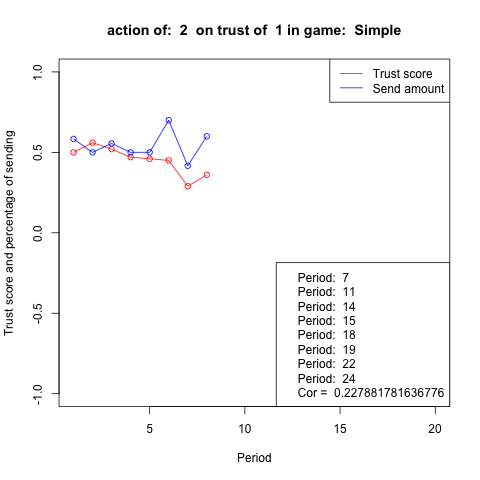 action of:  2  on trust of  1 in game:  Simple
Trust score
Send amount
Trust score and percentage of sending
1.0
0.5
0.0
-0.5
-1.0
Period:  7
Period:  11
Period:  14
Period:  15
Period:  18
Period:  19
Period:  22
Period:  24
Cor =  0.227881781636776
5
10
15
20
Period